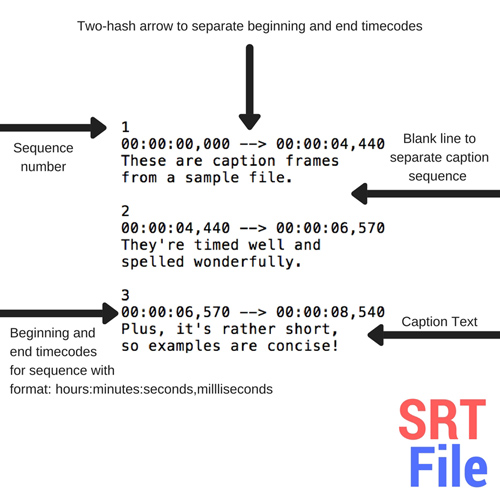 Two-hash arrow to separate beginning and end timecodes
1
00:00:00,000 --> 00:00:04,440
These are caption frames
from a sample file.
Sequence
number
Blank line to
separate caption
sequence
2
00:00:04,440 --> 00:00:06,570
They're timed well and
spelled wonderfully.
3
00:00:06,570 --> 00:00:08,540
Plus, it's rather short,
so examples are concise!
Beginning and
end timecodes
for sequence with
format: hours:minutes:seconds,millliseconds
Caption Text
SRT
File